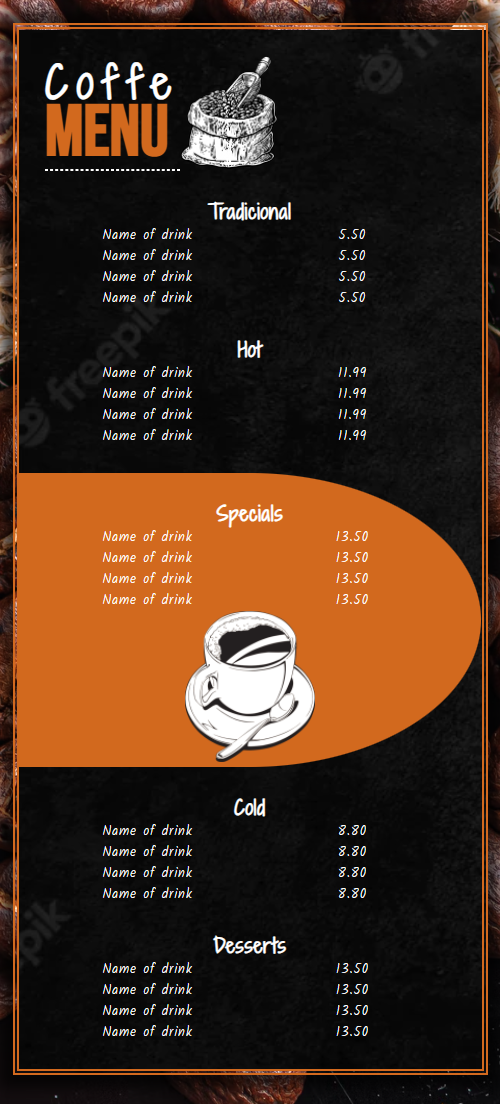 Coffe
MENU
Tradicional
Name of drink 5.50
Name of drink 5.50
Name of drink 5.50
Name of drink 5.50
Hot
Name of drink 11.99
Name of drink 11.99
Name of drink 11.99
Name of drink 11.99
Specials
Name of drink 13.50
Name of drink 13.50
Name of drink 13.50
Name of drink 13.50
Cold
Name of drink 8.80
Name of drink 8.80
Name of drink 8.80
Name of drink 8.80
Desserts
Name of drink 13.50
Name of drink 13.50
Name of drink 13.50
Name of drink 13.50
freepik